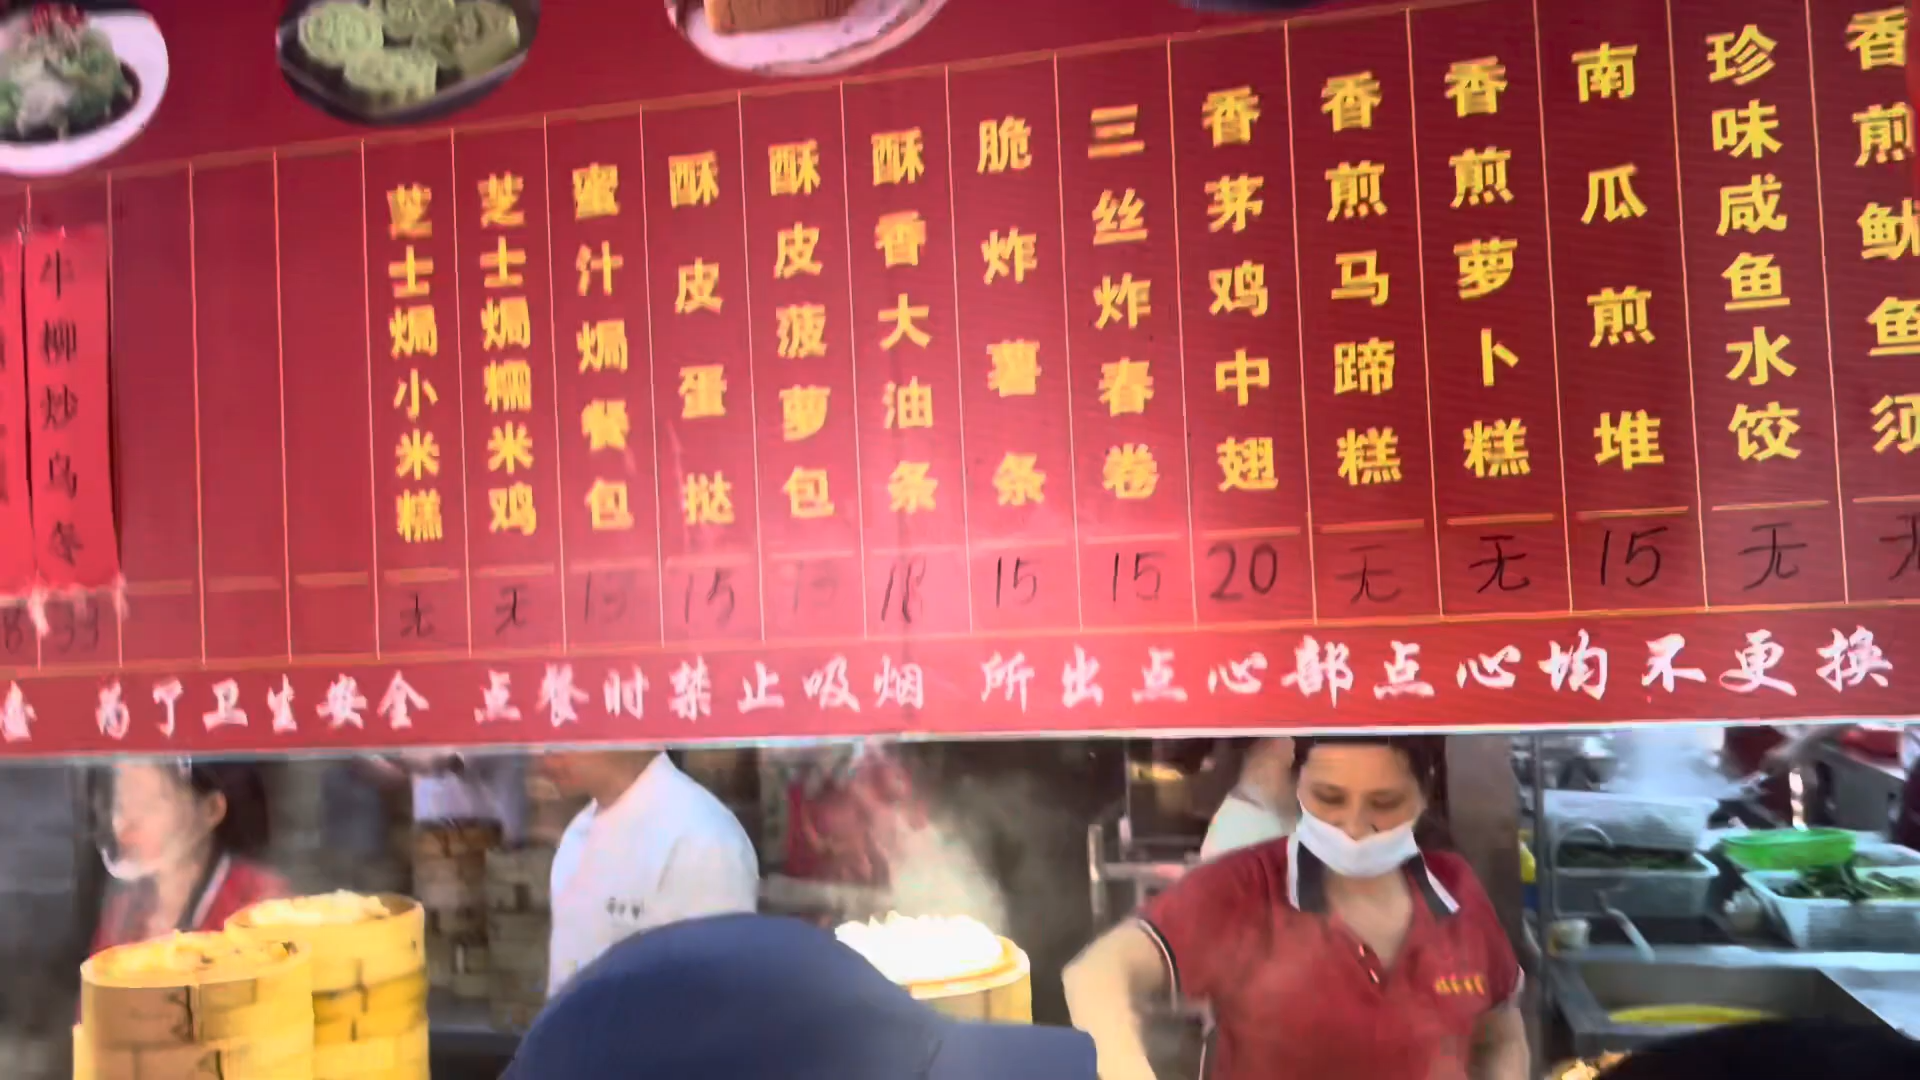 牛柳炒乌冬
33
芝士焗小米糕
无
芝士焗糯米鸡
无
蜜汁焗餐包
酥皮蛋挞
15
酥皮菠萝包
酥香大油条
18
脆炸薯条
15
三丝炸春卷
15
香茅鸡中翅
20
香煎马蹄糕
无
香煎萝卜糕
无
南瓜煎堆
15
珍味咸鱼水饺
无
香煎鱿鱼须
无
为了卫生安全 点餐时禁止吸烟 所出点心部点心均不更换